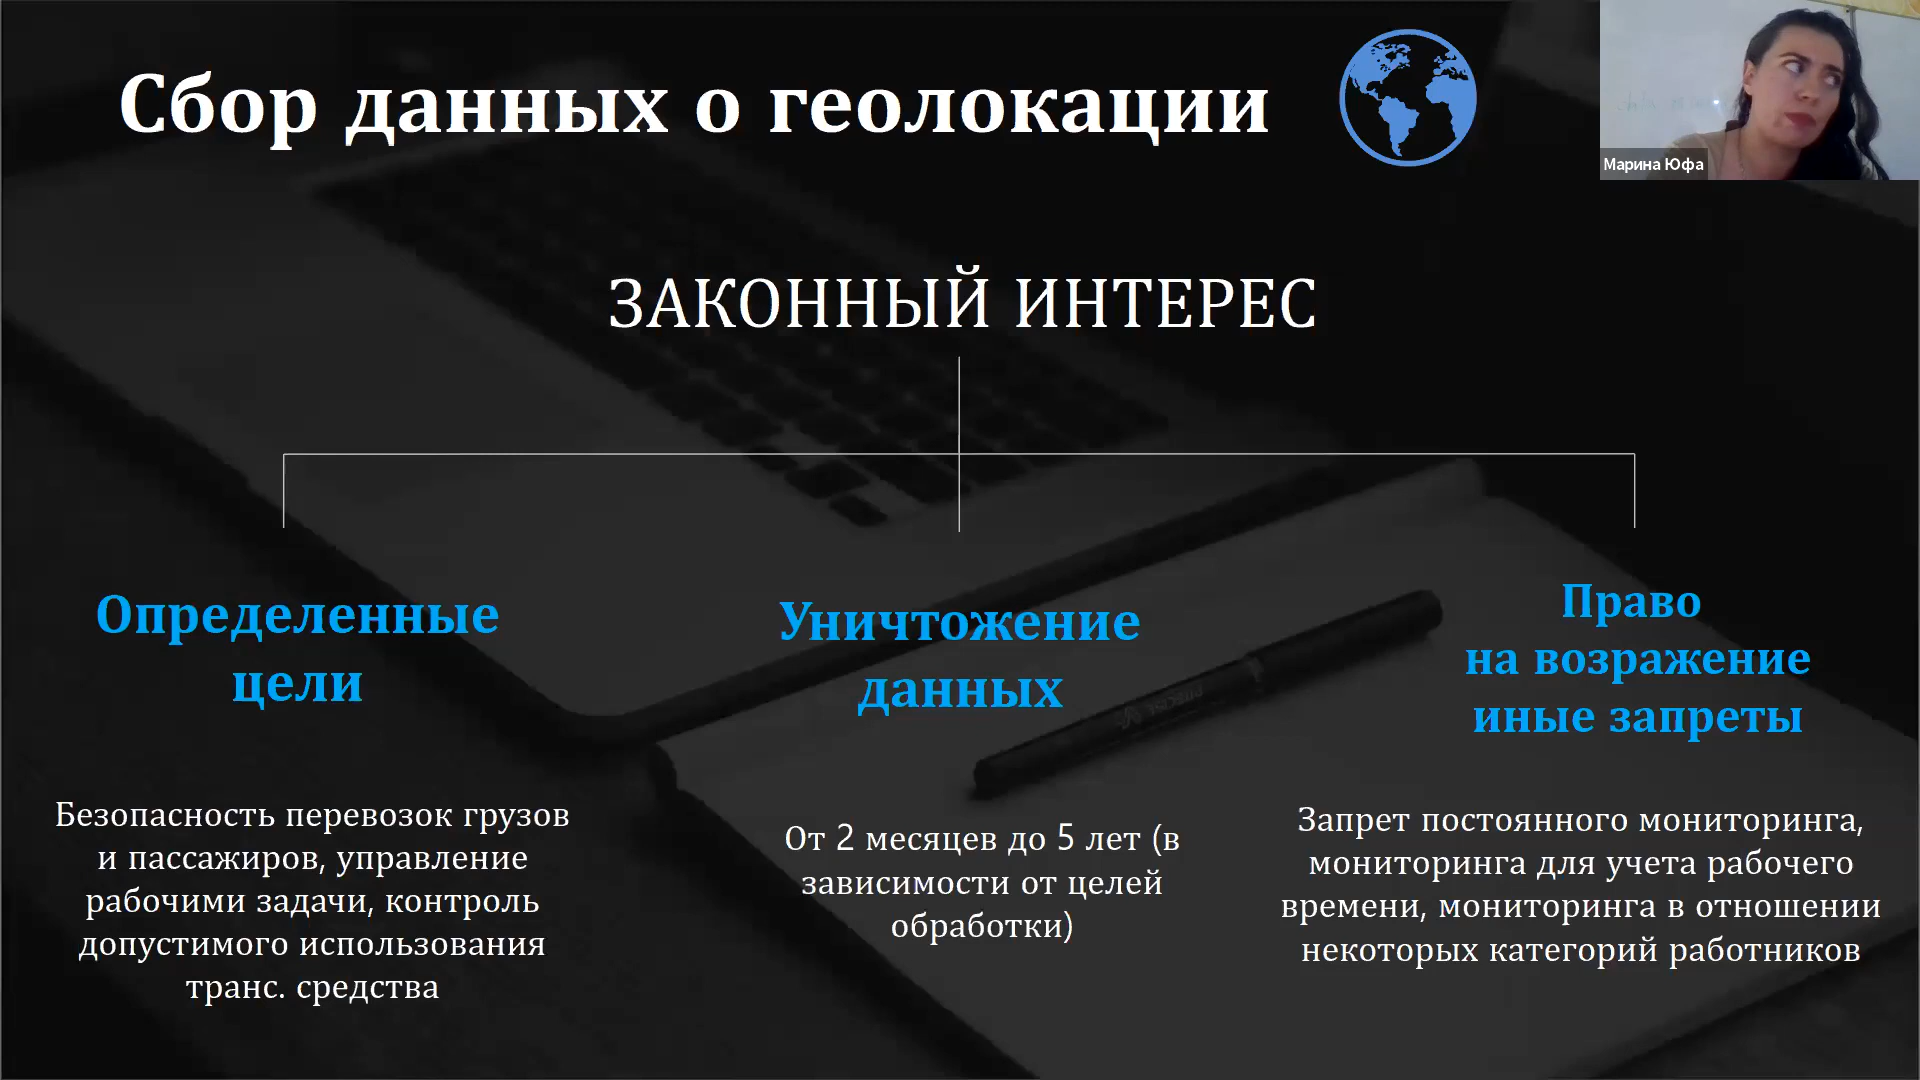 Сбор данных о геолокации
Марина Юфа
ЗАКОННЫЙ ИНТЕРЕС
Определенные
цели
Безопасность перевозок грузов
и пассажиров, управление
рабочими задачи, контроль
допустимого использования
транс. средства
Уничтожение
данных
От 2 месяцев до 5 лет (в
зависимости от целей
обработки)
Право
на возражение
иные запреты
Запрет постоянного мониторинга,
мониторинга для учета рабочего
времени, мониторинга в отношении
некоторых категорий работников